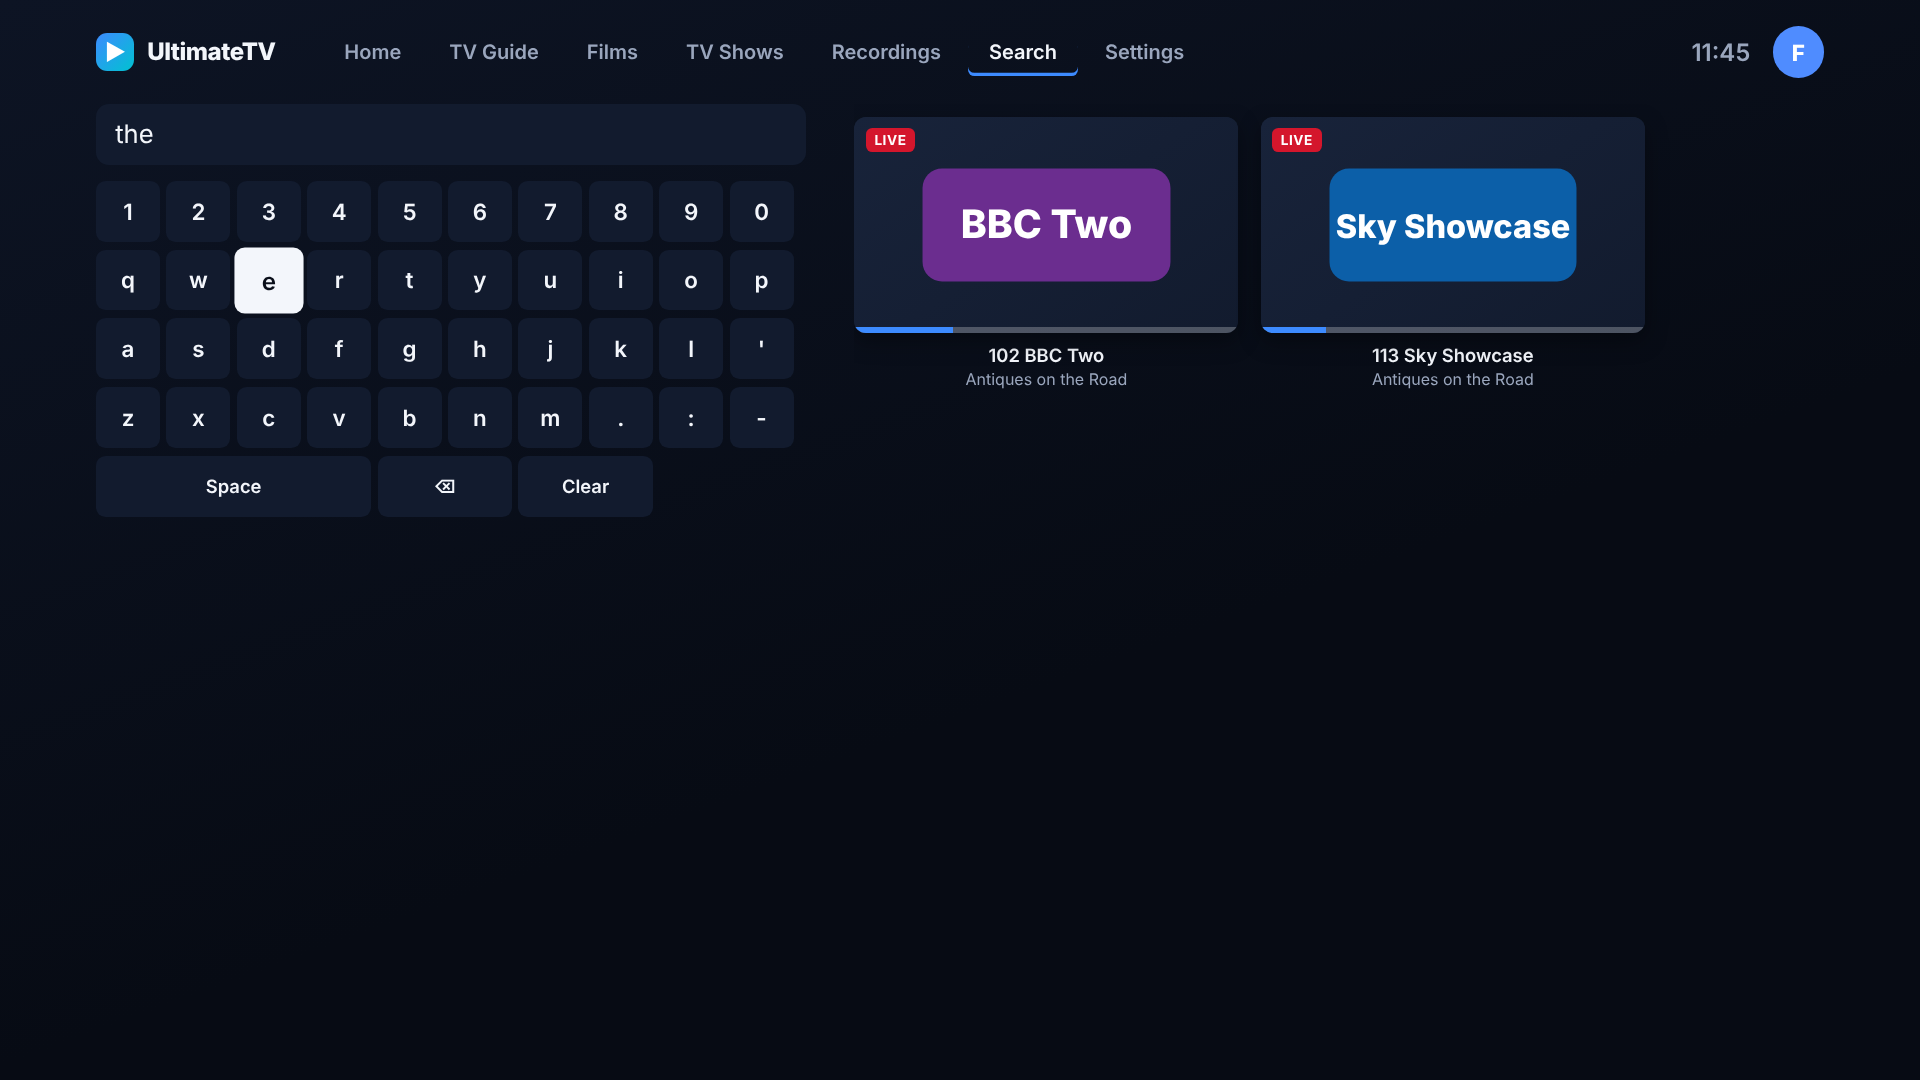 UltimateTV
Home TV Guide Films TV Shows Recordings Search Settings
11:45 F
the
1 2 3 4 5 6 7 8 9 0
q w e r t y u i o p
a s d f g h j k l '
z x c v b n m . : -
Space Clear
LIVE
BBC Two
102 BBC Two
Antiques on the Road
LIVE
Sky Showcase
113 Sky Showcase
Antiques on the Road